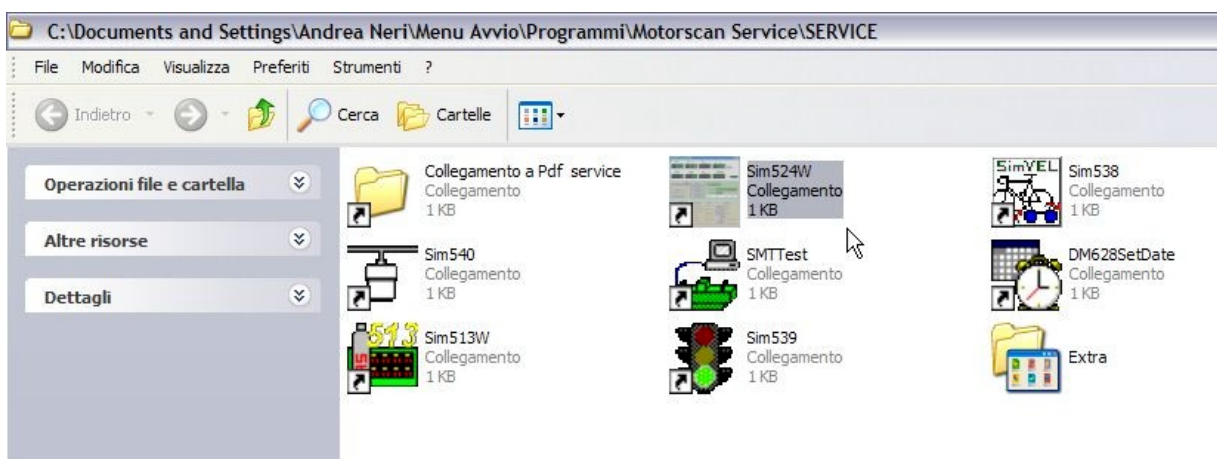 C:\Documents and Settings\Andrea Neri\Menu Avvio\Programmi\Motorscan Service\SERVICE
File Modifica Visualizza Preferiti Strumenti ?
Indietro Cerca Cartelle
Operazioni file e cartella
Altre risorse
Dettagli
Collegamento a Pdf service
Collegamento
1 KB
Sim524W
Collegamento
1 KB
SimVEL
Sim538
Collegamento
1 KB
Sim540
Collegamento
1 KB
SMTTest
Collegamento
1 KB
DM628SetDate
Collegamento
1 KB
513
Sim513W
Collegamento
1 KB
Sim539
Collegamento
1 KB
Extra